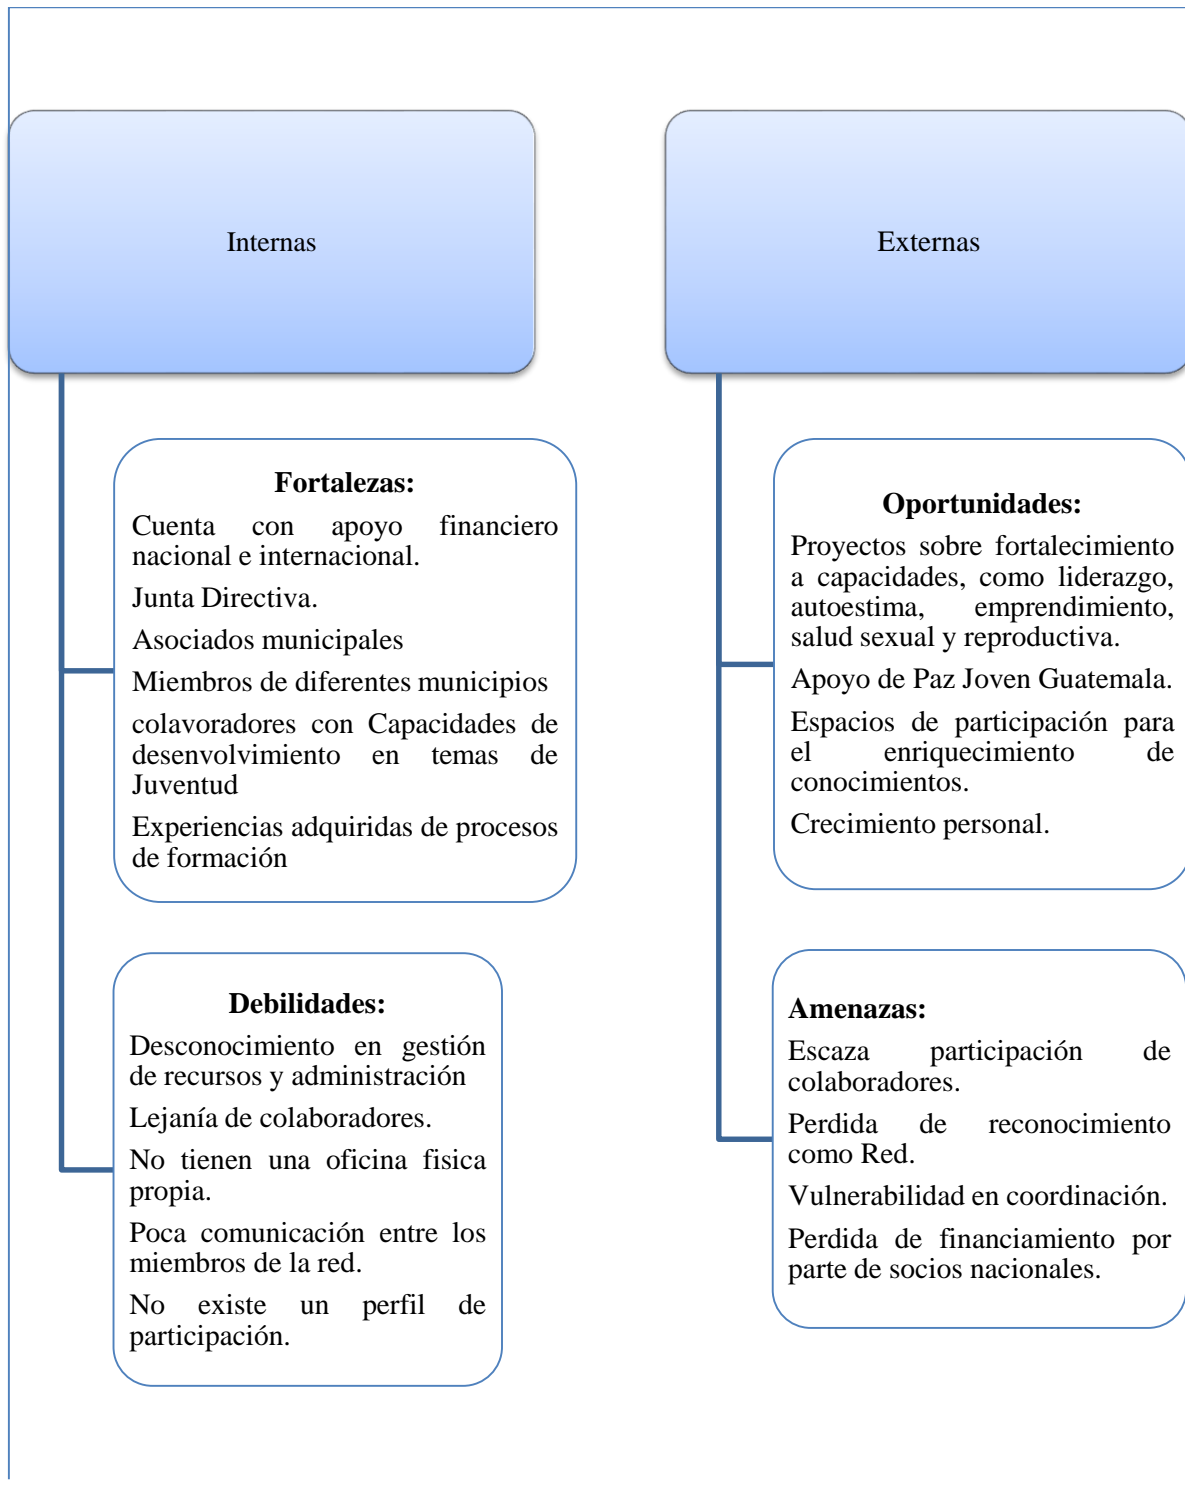 Internas
Fortalezas:
Cuenta con apoyo financiero
nacional e internacional.
Junta Directiva.
Asociados municipales
Miembros de diferentes municipios
colavoradores con Capacidades de
desenvolvimiento en temas de
Juventud
Experiencias adquiridas de procesos
de formación
Debilidades:
Desconocimiento en gestión
de recursos y administración
Lejanía de colaboradores.
No tienen una oficina fisica
propia.
Poca comunicación entre los
miembros de la red.
No existe un perfil de
participación.
Externas
Oportunidades:
Proyectos sobre fortalecimiento
a capacidades, como liderazgo,
autoestima, emprendimiento,
salud sexual y reproductiva.
Apoyo de Paz Joven Guatemala.
Espacios de participación para
el enriquecimiento de
conocimientos.
Crecimiento personal.
Amenazas:
Escaza participación de
colaboradores.
Perdida de reconocimiento
como Red.
Vulnerabilidad en coordinación.
Perdida de financiamiento por
parte de socios nacionales.